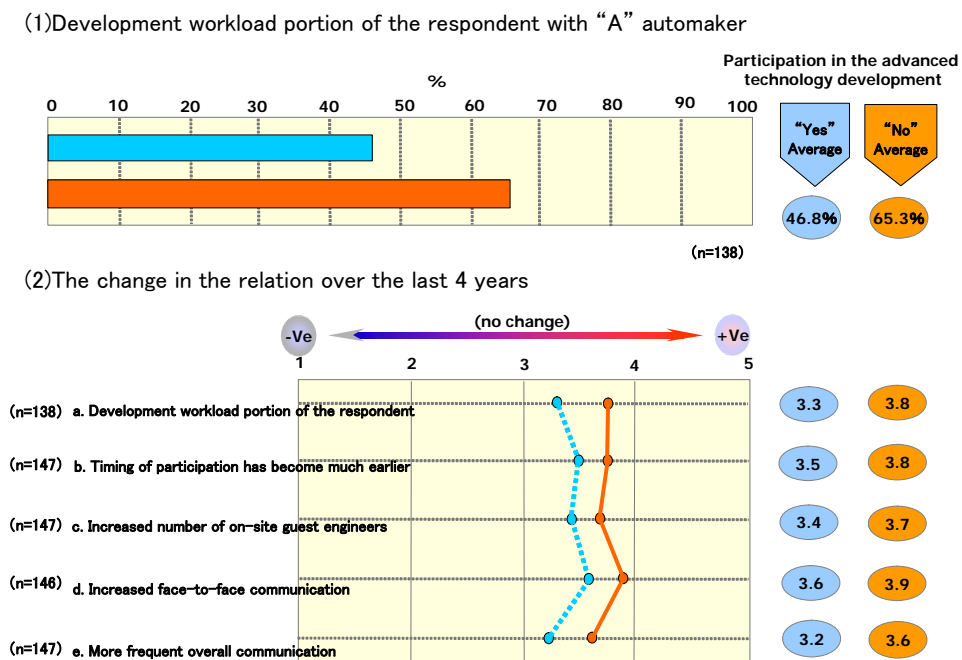 (1)Development workload portion of the respondent with “A” automaker
Participation in the advanced
technology development
%
0 10 20 30 40 50 60 70 80 90 100
“Yes”
Average
“No”
Average
46.8% 65.3%
(n=138)
(2)The change in the relation over the last 4 years
-Ve (no change) +Ve
1 2 3 4 5
(n=138) a. Development workload portion of the respondent 3.3 3.8
(n=147) b. Timing of participation has become much earlier 3.5 3.8
(n=147) c. Increased number of on-site guest engineers 3.4 3.7
(n=146) d. Increased face-to-face communication 3.6 3.9
(n=147) e. More frequent overall communication 3.2 3.6